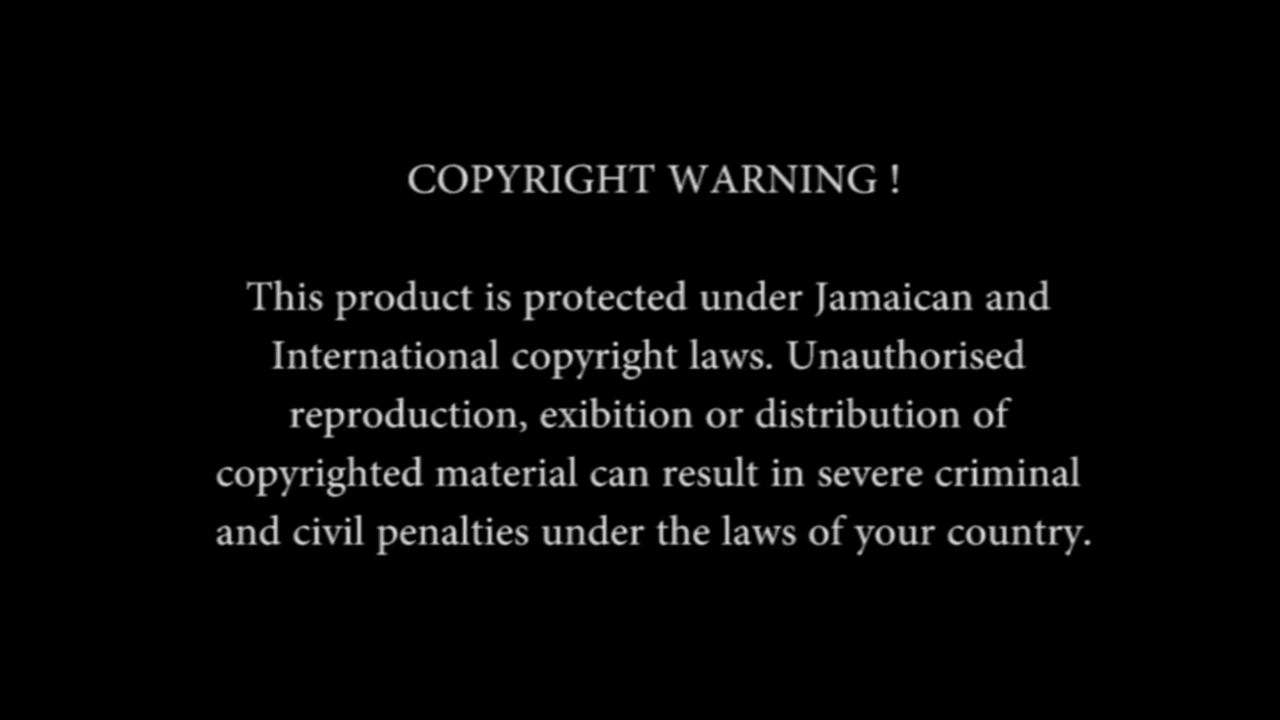 COPYRIGHT WARNING !
This product is protected under Jamaican and
International copyright laws. Unauthorised
reproduction, exibition or distribution of
copyrighted material can result in severe criminal
and civil penalties under the laws of your country.